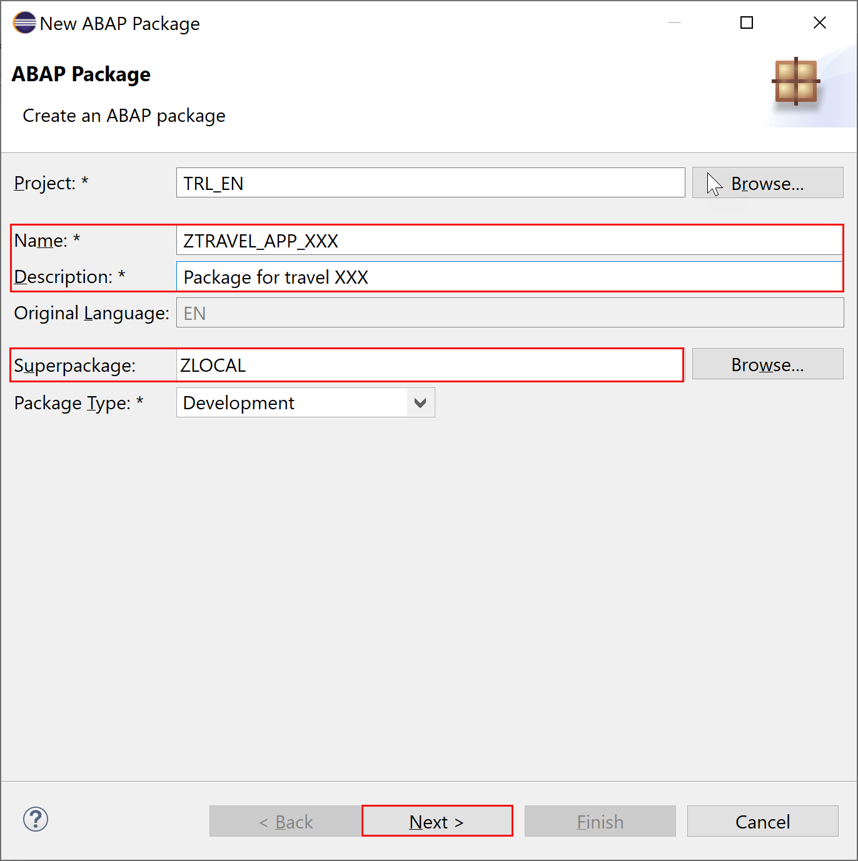 New ABAP Package
ABAP Package
Create an ABAP package
Project: * TRL_EN Browse...
Name: * ZTRAVEL_APP_XXX
Description: * Package for travel XXX
Original Language: EN
Superpackage: ZLOCAL Browse...
Package Type: * Development
? < Back Next > Finish Cancel